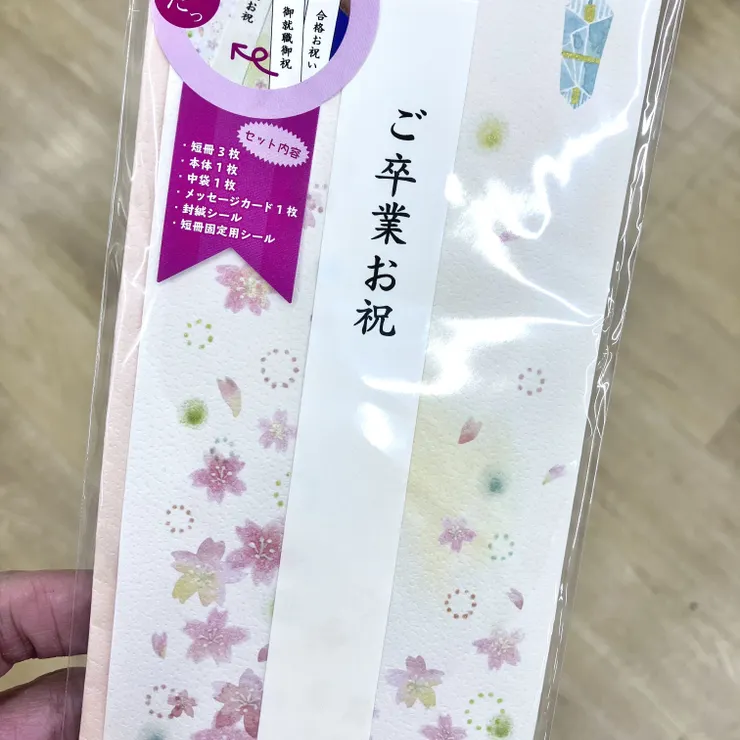 たっ
お祝
御就職御祝
合格お祝い
セット内容
・短冊3枚
・本体1枚
・中袋1枚
・メッセージカード1枚
・封緘シール
・短冊固定用シール
ご卒業お祝